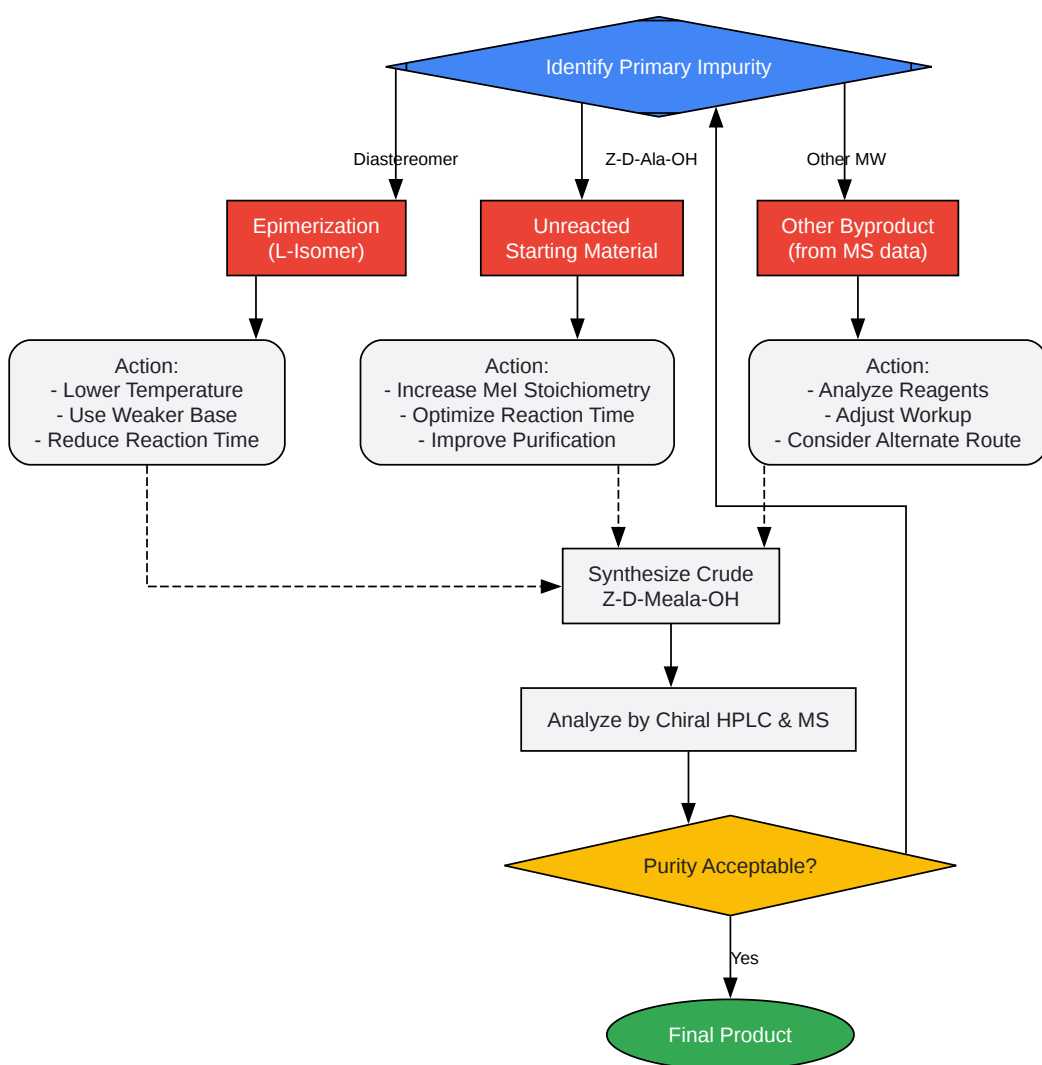 Identify Primary Impurity
Diastereomer
Z-D-Ala-OH
Other MW
Epimerization
(L-Isomer)
Unreacted
Starting Material
Other Byproduct
(from MS data)
Action:
- Lower Temperature
- Use Weaker Base
- Reduce Reaction Time
Action:
- Increase MeI Stoichiometry
- Optimize Reaction Time
- Improve Purification
Action:
- Analyze Reagents
- Adjust Workup
- Consider Alternate Route
Synthesize Crude
Z-D-Meala-OH
Analyze by Chiral HPLC & MS
Purity Acceptable?
Yes
Final Product